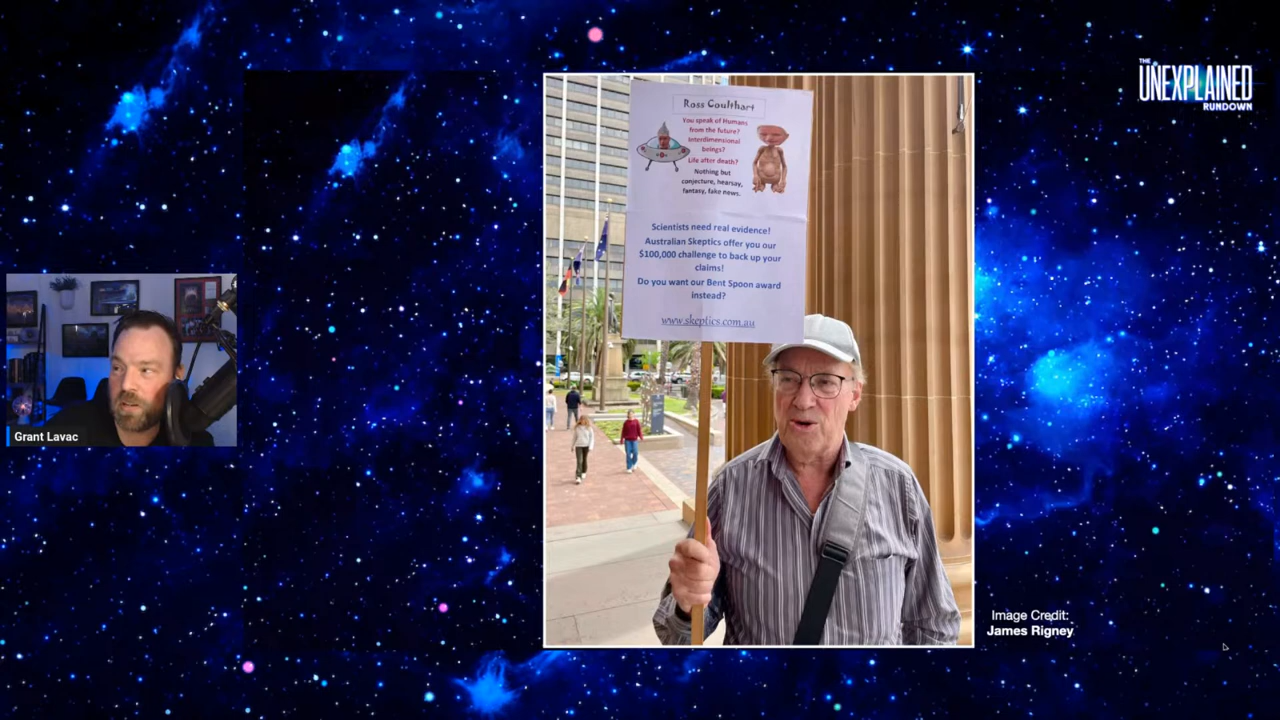 THE
UNEXPLAINED
RUNDOWN
Ross Coulthart
You speak of Humans
from the future?
Interdimensional
beings?
Life after death?
Nothing but
conjecture, hearsay,
fantasy, fake news.
Scientists need real evidence!
Australian Skeptics offer you our
$100,000 challenge to back up your
claims!
Do you want our Bent Spoon award
instead?
www.skeptics.com.au
Grant Lavac
Image Credit:
James Rigney